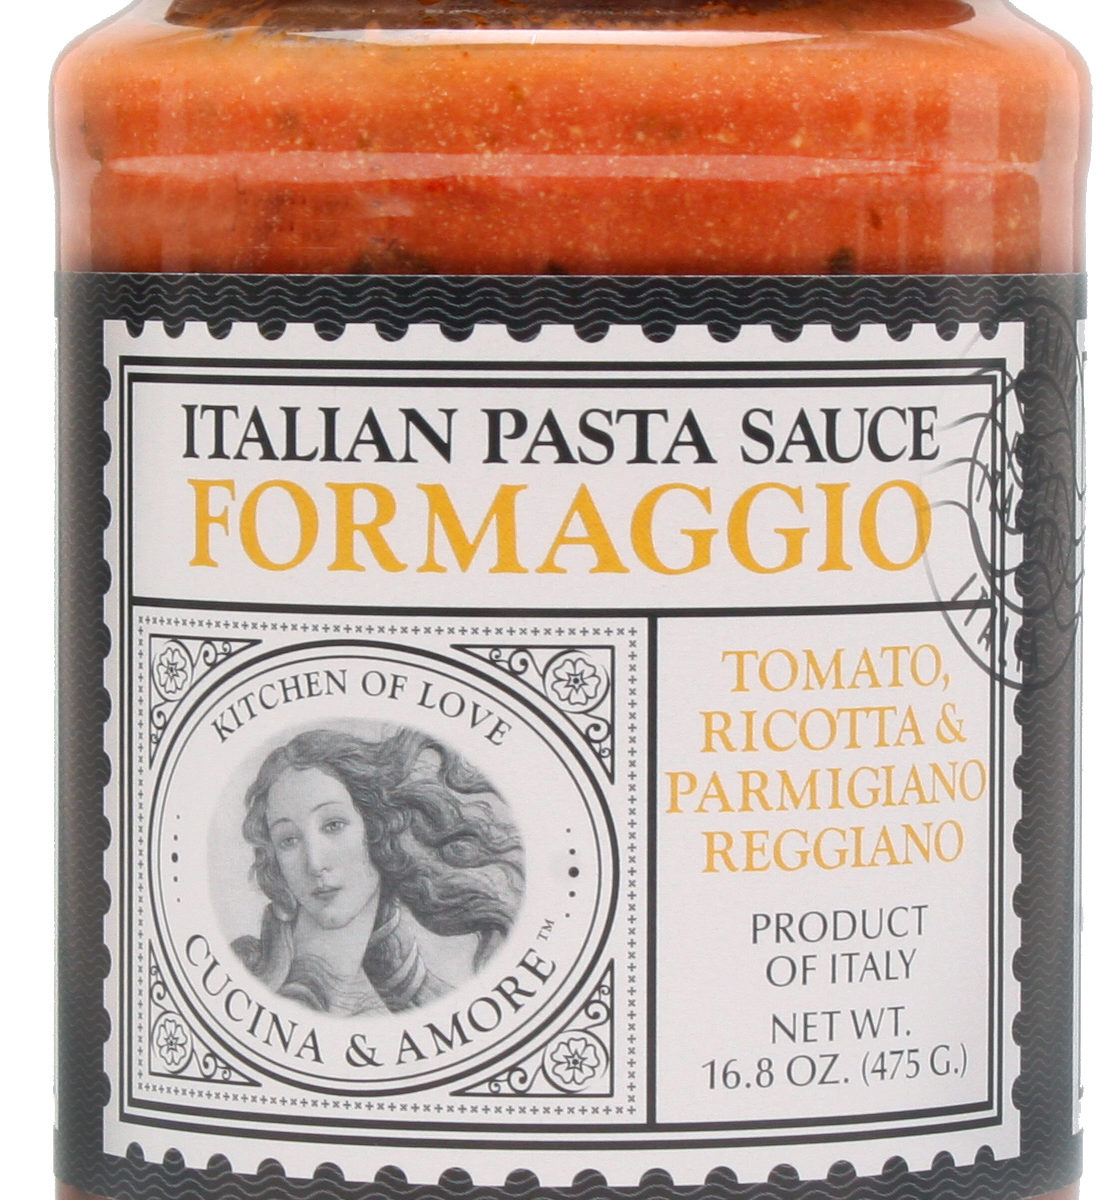 ITALIAN PASTA SAUCE
FORMAGGIO
KITCHEN OF LOVE
CUCINA & AMORE™
TOMATO,
RICOTTA &
PARMIGIANO
REGGIANO
PRODUCT
OF ITALY
NET WT.
16.8 OZ. (475 G.)